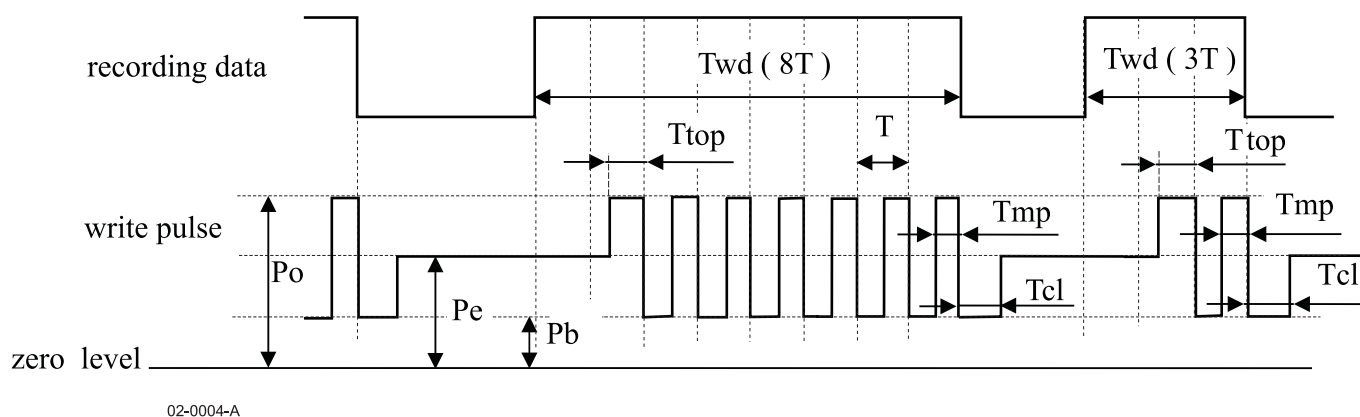 recording data
Twd ( 8T )
Twd ( 3T )
Ttop
T
T top
write pulse
Tmp
Tmp
Po
Pe
Pb
Tcl
Tcl
zero level
02-0004-A